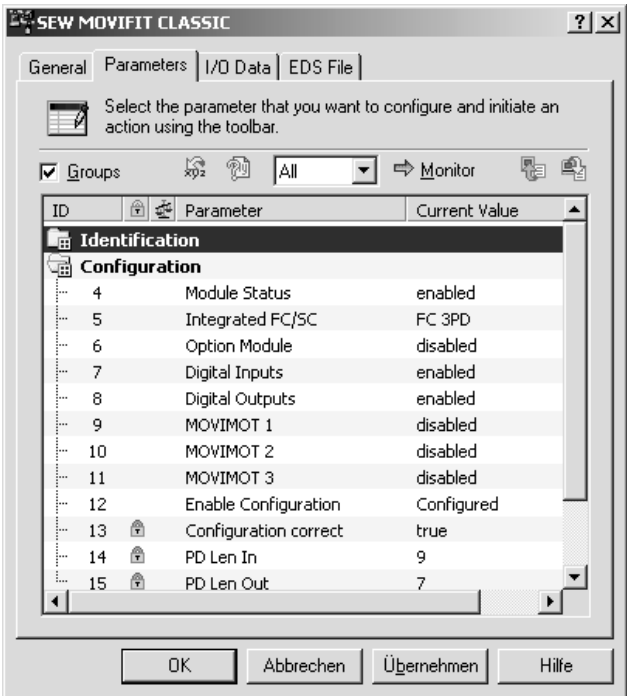 SEW MOVIFIT CLASSIC
General Parameters I/O Data EDS File
Select the parameter that you want to configure and initiate an
action using the toolbar.
Groups All Monitor
ID Parameter Current Value
Identification
Configuration
4 Module Status enabled
5 Integrated FC/SC FC 3PD
6 Option Module disabled
7 Digital Inputs enabled
8 Digital Outputs enabled
9 MOVIMOT 1 disabled
10 MOVIMOT 2 disabled
11 MOVIMOT 3 disabled
12 Enable Configuration Configured
13 Configuration correct true
14 PD Len In 9
15 PD Len Out 7
OK Abbrechen Übernehmen Hilfe